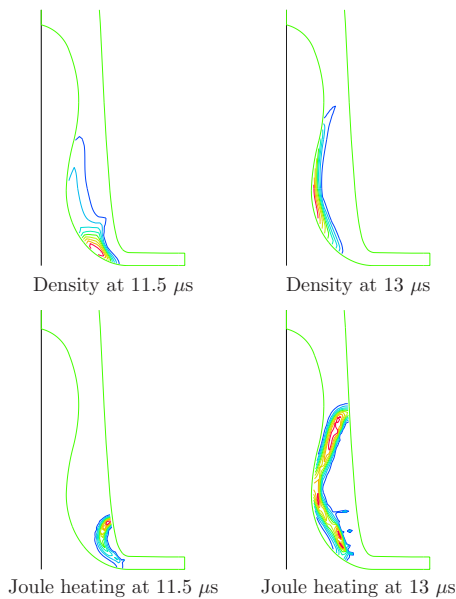 Density at 11.5 μs
Density at 13 μs
Joule heating at 11.5 μs
Joule heating at 13 μs